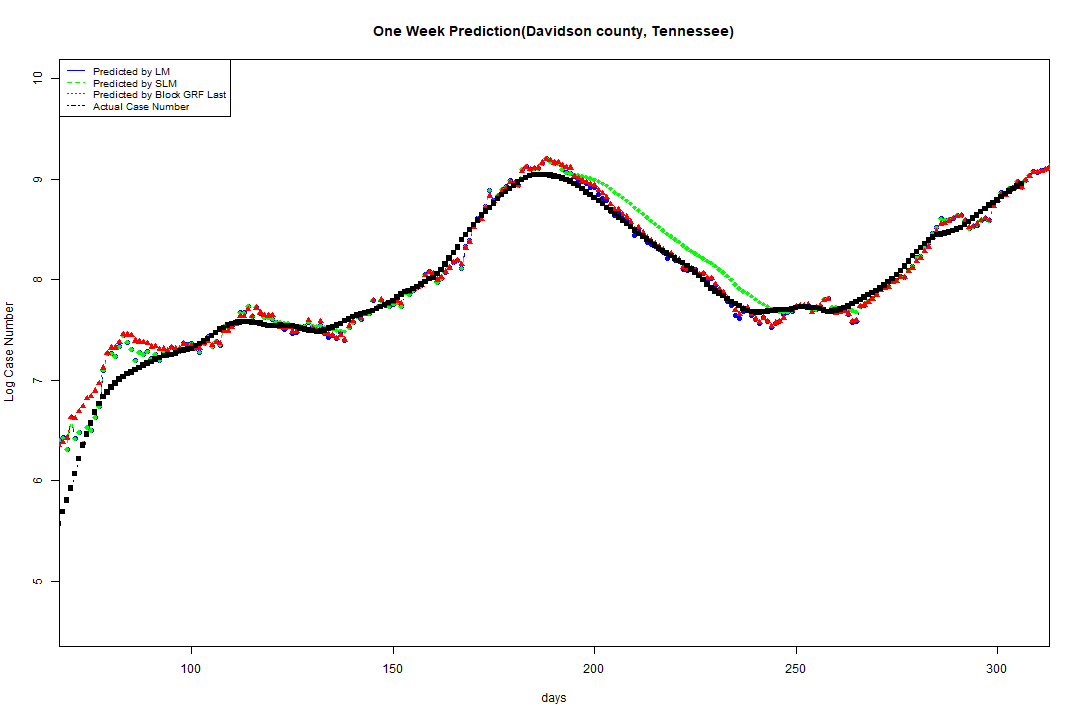 One Week Prediction(Davidson county, Tennessee)
Predicted by LM
Predicted by SLM
Predicted by Block GRF Last
Actual Case Number
10
9
8
7
6
5
Log Case Number
100 150 200 250 300
days